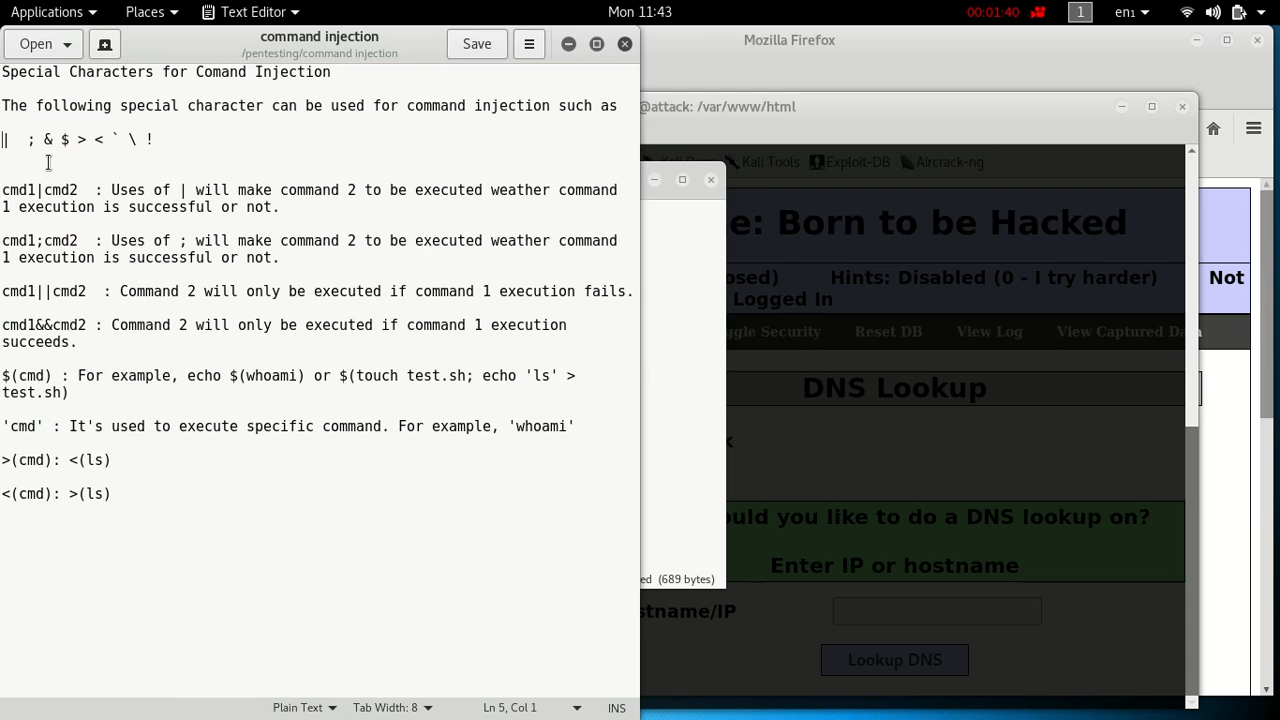 Applications Places Text Editor Mon 11:43 00:01:40 1 en1
Open command injection Save
/pentesting/command injection
Mozilla Firefox
@attack: /var/www/html
Special Characters for Comand Injection
The following special character can be used for command injection such as
|  ; & $ > < ` \ !
cmd1|cmd2  : Uses of | will make command 2 to be executed weather command
1 execution is successful or not.
cmd1;cmd2  : Uses of ; will make command 2 to be executed weather command
1 execution is successful or not.
cmd1||cmd2  : Command 2 will only be executed if command 1 execution fails.
cmd1&&cmd2 : Command 2 will only be executed if command 1 execution
succeeds.
$(cmd) : For example, echo $(whoami) or $(touch test.sh; echo 'ls' >
test.sh)
'cmd' : It's used to execute specific command. For example, 'whoami'
>(cmd): <(ls)
<(cmd): >(ls)
Plain Text Tab Width: 8 Ln 5, Col 1 INS
Kali Tools Exploit-DB Aircrack-ng
e: Born to be Hacked
osed) Hints: Disabled (0 - I try harder) Not
Logged In
ggle Security Reset DB View Log View Captured Data
DNS Lookup
k
ould you like to do a DNS lookup on?
Enter IP or hostname
stname/IP
Lookup DNS
ed (689 bytes)